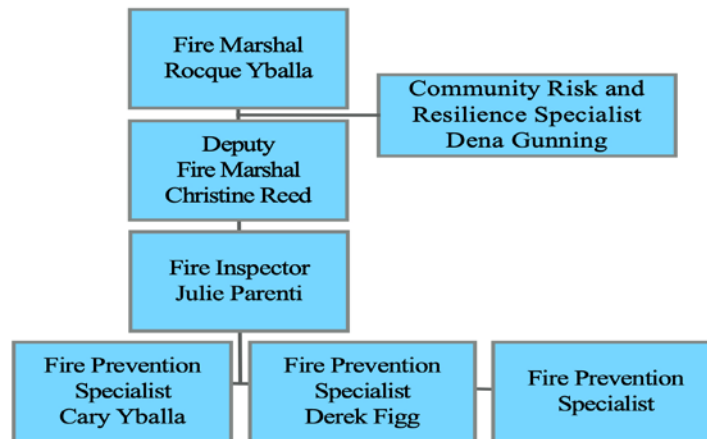 Fire Marshal
Rocque Yballa
Community Risk and
Resilience Specialist
Dena Gunning
Deputy
Fire Marshal
Christine Reed
Fire Inspector
Julie Parenti
Fire Prevention
Specialist
Cary Yballa
Fire Prevention
Specialist
Derek Figg
Fire Prevention
Specialist